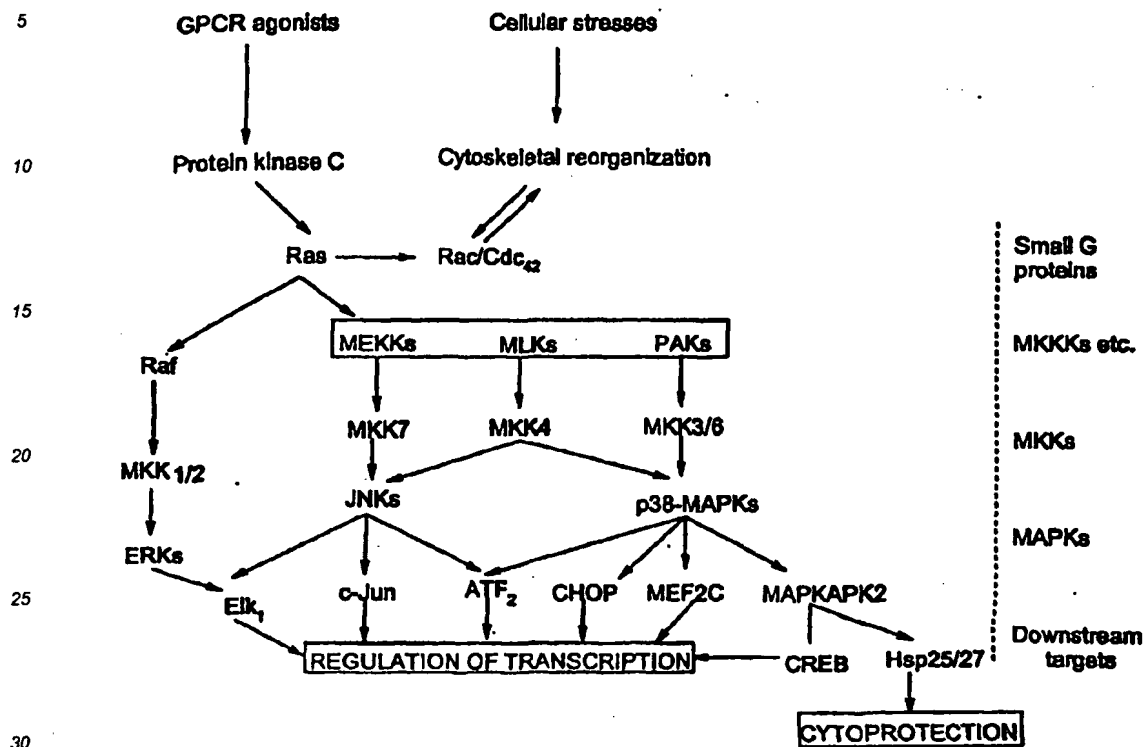 5 GPCR agonists Cellular stresses
10 Protein kinase C Cytoskeletal reorganization
Ras Rac/Cdc42 Small G
proteins
15
MEKKs MLKs PAKs MKKKs etc.
Raf
MKK7 MKK4 MKK3/6 MKKs
20
MKK 1/2
JNKs p38-MAPKs
ERKs MAPKs
25 Elk1 c-Jun ATF2 CHOP MEF2C MAPKAPK2
REGULATION OF TRANSCRIPTION CREB Hsp25/27 Downstream
targets
CYTOPROTECTION
30